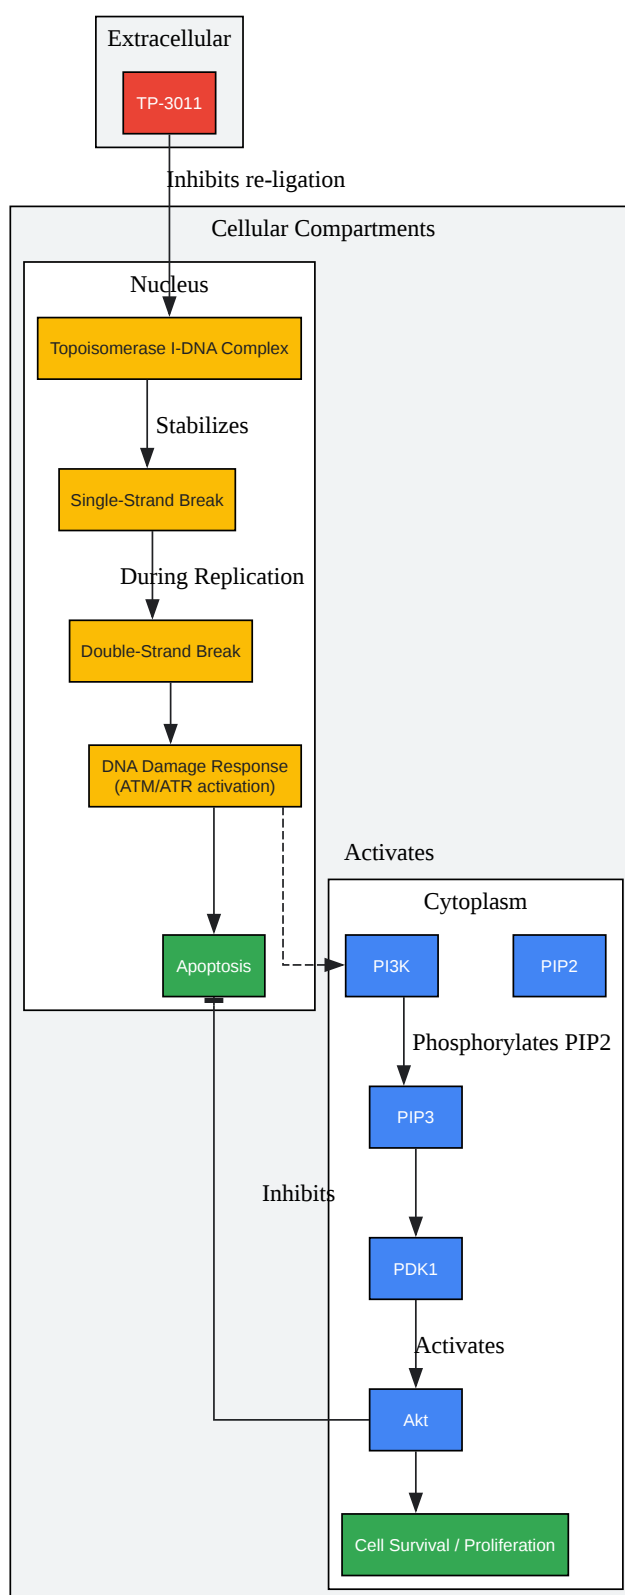 Extracellular
TP-3011
Inhibits re-ligation
Cellular Compartments
Nucleus
Topoisomerase I-DNA Complex
Stabilizes
Single-Strand Break
During Replication
Double-Strand Break
DNA Damage Response
(ATM/ATR activation)
Activates
Cytoplasm
Apoptosis
PI3K
PIP2
Phosphorylates PIP2
PIP3
Inhibits
PDK1
Activates
Akt
Cell Survival / Proliferation